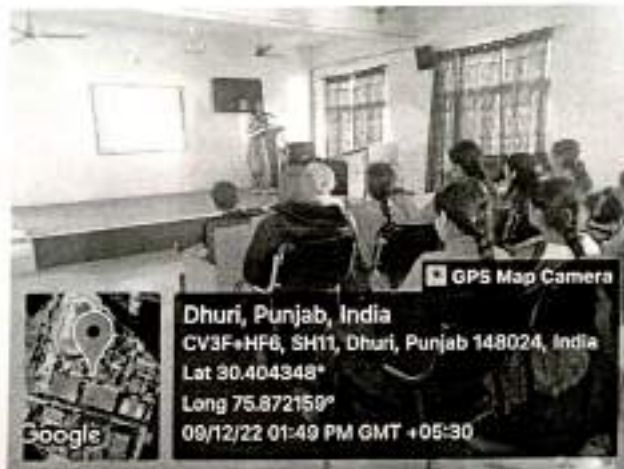 GPS Map Camera
Dhuri, Punjab, India
CV3F+HF6, SH11, Dhuri, Punjab 148024, India
Lat 30.404348°
Long 75.872159°
09/12/22 01:49 PM GMT +05:30
Google